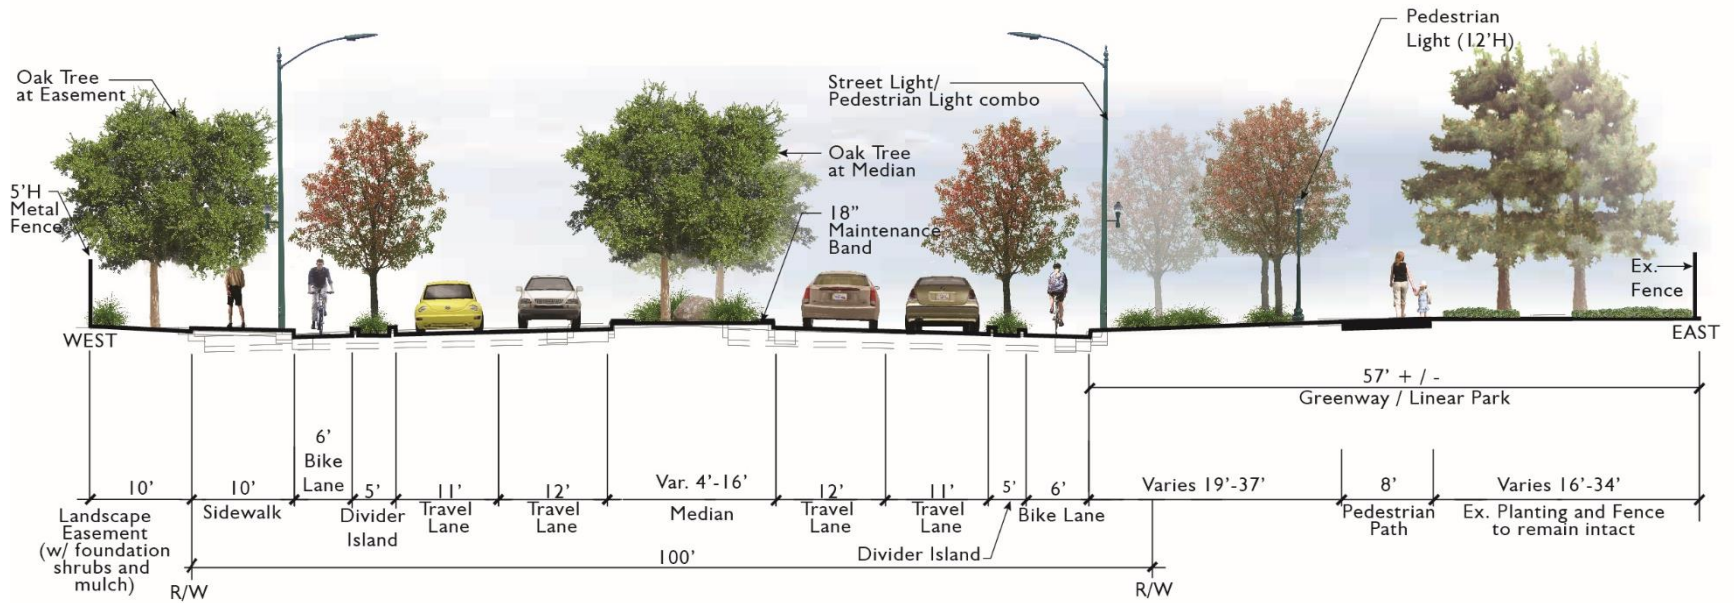 Pedestrian
Light (12'H)
Oak Tree
at Easement
Street Light/
Pedestrian Light combo
Oak Tree
at Median
5'H
Metal
Fence
18"
Maintenance
Band
Ex.
Fence
WEST
EAST
57' + / -
Greenway / Linear Park
10'
Landscape
Easement
(w/ foundation
shrubs and
mulch)
10'
Sidewalk
6'
Bike
Lane
5'
Divider
Island
11'
Travel
Lane
12'
Travel
Lane
Var. 4'-16'
Median
12'
Travel
Lane
11'
Travel
Lane
5'
Divider Island
6'
Bike Lane
Varies 19'-37'
8'
Pedestrian
Path
Varies 16'-34'
Ex. Planting and Fence
to remain intact
100'
R/W
R/W